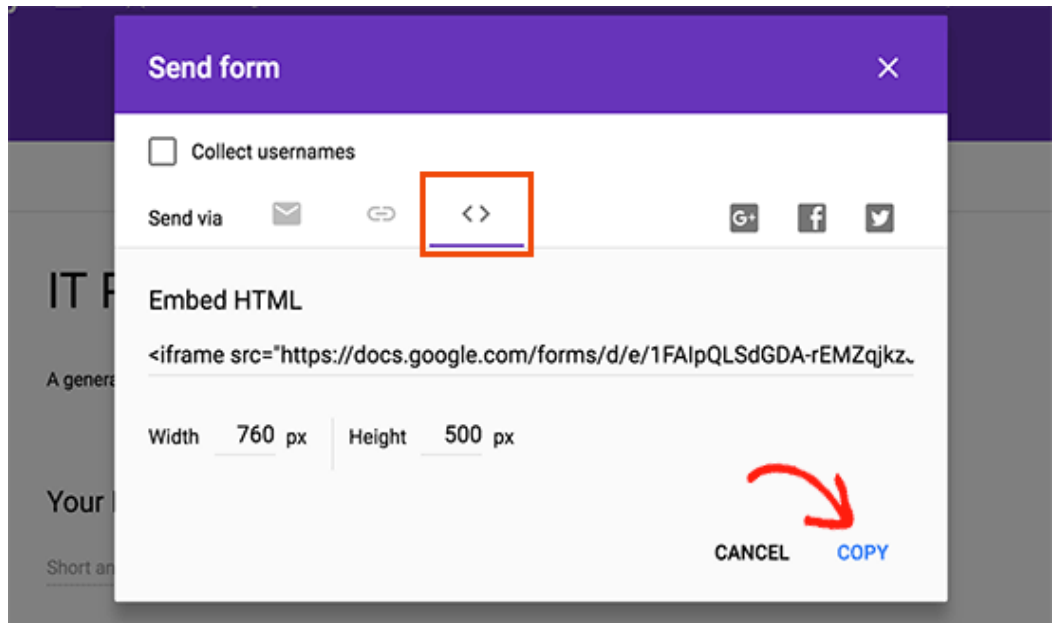 Send form
Collect usernames
Send via
G+
Embed HTML
<iframe src="https://docs.google.com/forms/d/e/1FAIpQLSdGDA-rEMZqjkz
Width 760 px Height 500 px
CANCEL COPY
IT
A genera
Your
Short an